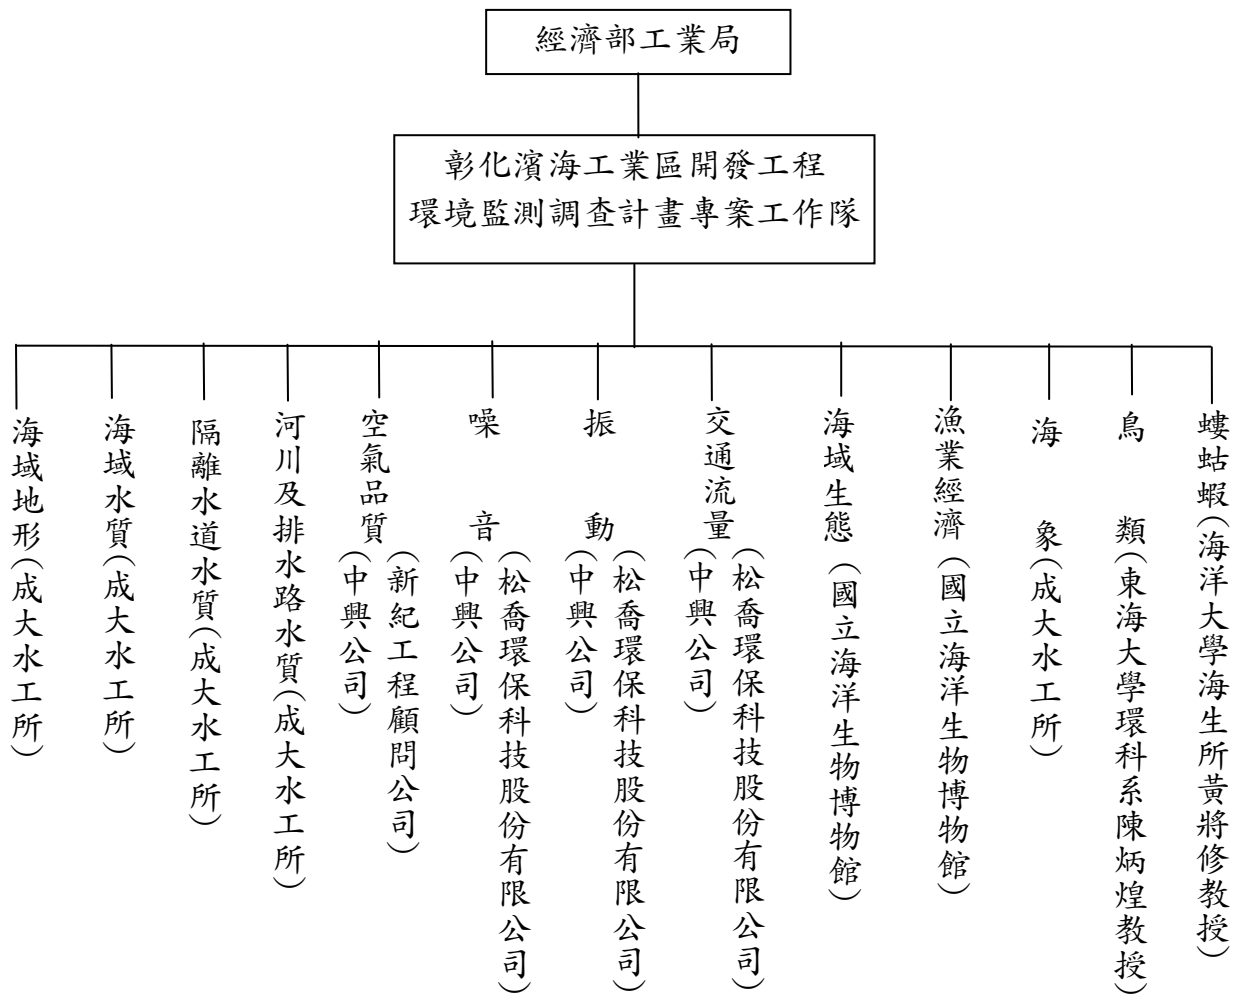 經濟部工業局
彰化濱海工業區開發工程
環境監測調查計畫專案工作隊
海域地形(成大水工所)
海域水質(成大水工所)
隔離水道水質(成大水工所)
河川及排水路水質(成大水工所)
空氣品質
(新紀工程顧問公司)
(中興公司)
噪音
(松喬環保科技股份有限公司)
(中興公司)
振動
(松喬環保科技股份有限公司)
(中興公司)
交通流量
(松喬環保科技股份有限公司)
(中興公司)
海域生態(國立海洋生物博物館)
漁業經濟(國立海洋生物博物館)
海象(成大水工所)
鳥類(東海大學環科系陳炳煌教授)
螻蛄蝦(海洋大學海生所黃將修教授)